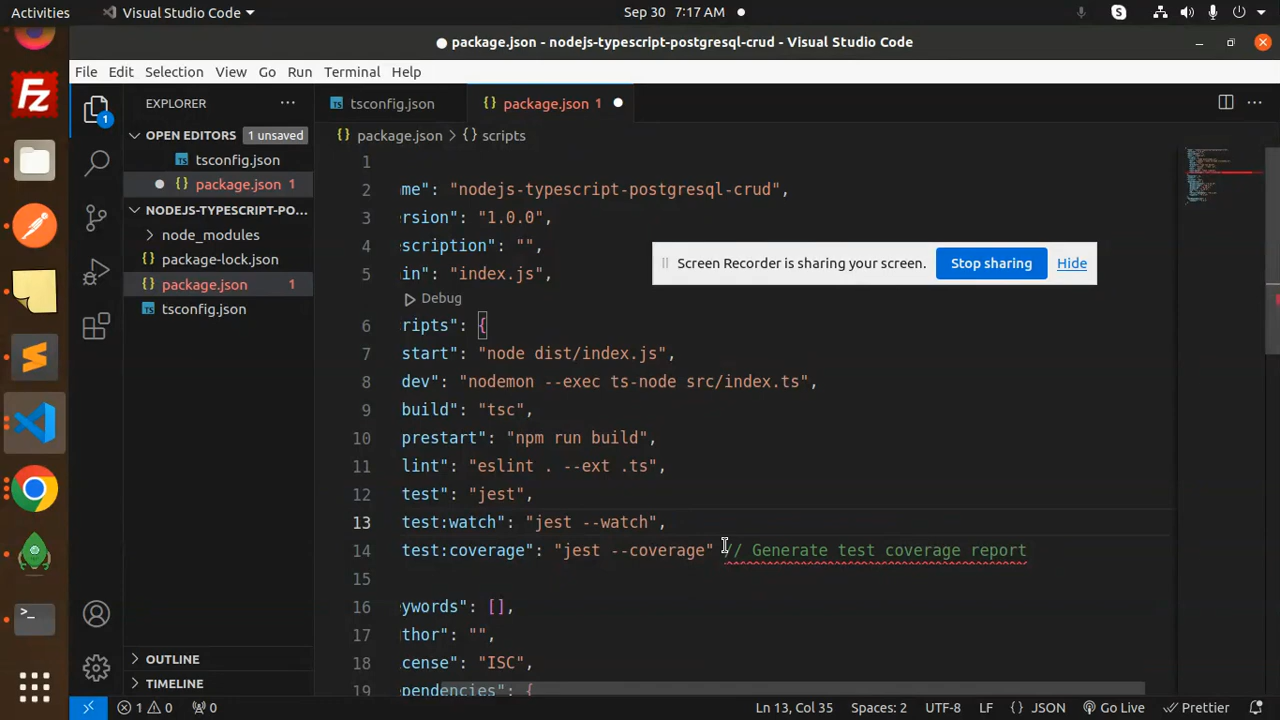 Activities
Visual Studio Code
Sep 30 7:17 AM
S
package.json - nodejs-typescript-postgresql-crud - Visual Studio Code
File Edit Selection View Go Run Terminal Help
EXPLORER
OPEN EDITORS 1 unsaved
tsconfig.json
package.json 1
NODEJS-TYPESCRIPT-PO...
node_modules
package-lock.json
package.json 1
tsconfig.json
OUTLINE
TIMELINE
Fz
1
tsconfig.json
package.json 1
package.json > {} scripts
Screen Recorder is sharing your screen. Stop sharing Hide
1
2 me": "nodejs-typescript-postgresql-crud",
3 ersion": "1.0.0",
4 escription": "",
5 in": "index.js",
Debug
6 ripts": {
7 start": "node dist/index.js",
8 dev": "nodemon --exec ts-node src/index.ts",
9 build": "tsc",
10 prestart": "npm run build",
11 lint": "eslint . --ext .ts",
12 test": "jest",
13 test:watch": "jest --watch",
14 test:coverage": "jest --coverage" // Generate test coverage report
15
16 eywords": [],
17 thor": "",
18 cense": "ISC",
19 pendencies": {
1 0 0 Ln 13, Col 35 Spaces: 2 UTF-8 LF {} JSON Go Live Prettier